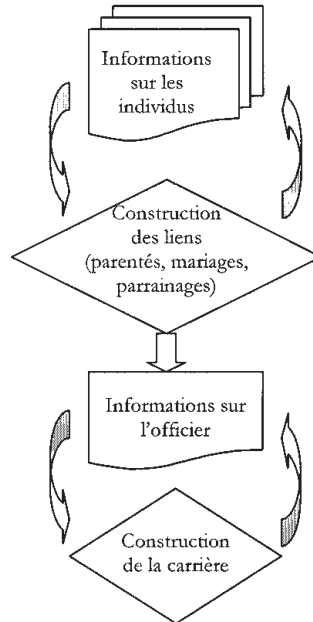 Informations
sur les
individus
Construction
des liens
(parentés, mariages,
parrainages)
Informations sur
l'officier
Construction
de la carrière